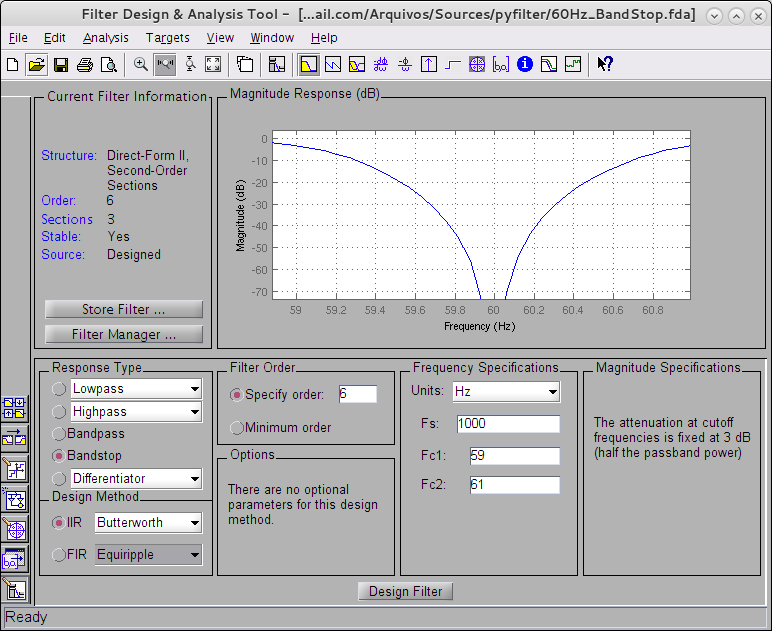 Filter Design & Analysis Tool - [...ail.com/Arquivos/Sources/pyfilter/60Hz_BandStop.fda]
File Edit Analysis Targets View Window Help
Current Filter Information
Structure: Direct-Form II,
Second-Order
Sections
Order: 6
Sections 3
Stable: Yes
Source: Designed
Store Filter ...
Filter Manager ...
Magnitude Response (dB)
Magnitude (dB)
0
-10
-20
-30
-40
-50
-60
-70
59 59.2 59.4 59.6 59.8 60 60.2 60.4 60.6 60.8
Frequency (Hz)
Response Type
Lowpass
Highpass
Bandpass
Bandstop
Differentiator
Design Method
IIR Butterworth
FIR Equiripple
Filter Order
Specify order: 6
Minimum order
Options
There are no optional
parameters for this design
method.
Frequency Specifications
Units: Hz
Fs: 1000
Fc1: 59
Fc2: 61
Magnitude Specifications
The attenuation at cutoff
frequencies is fixed at 3 dB
(half the passband power)
Design Filter
Ready